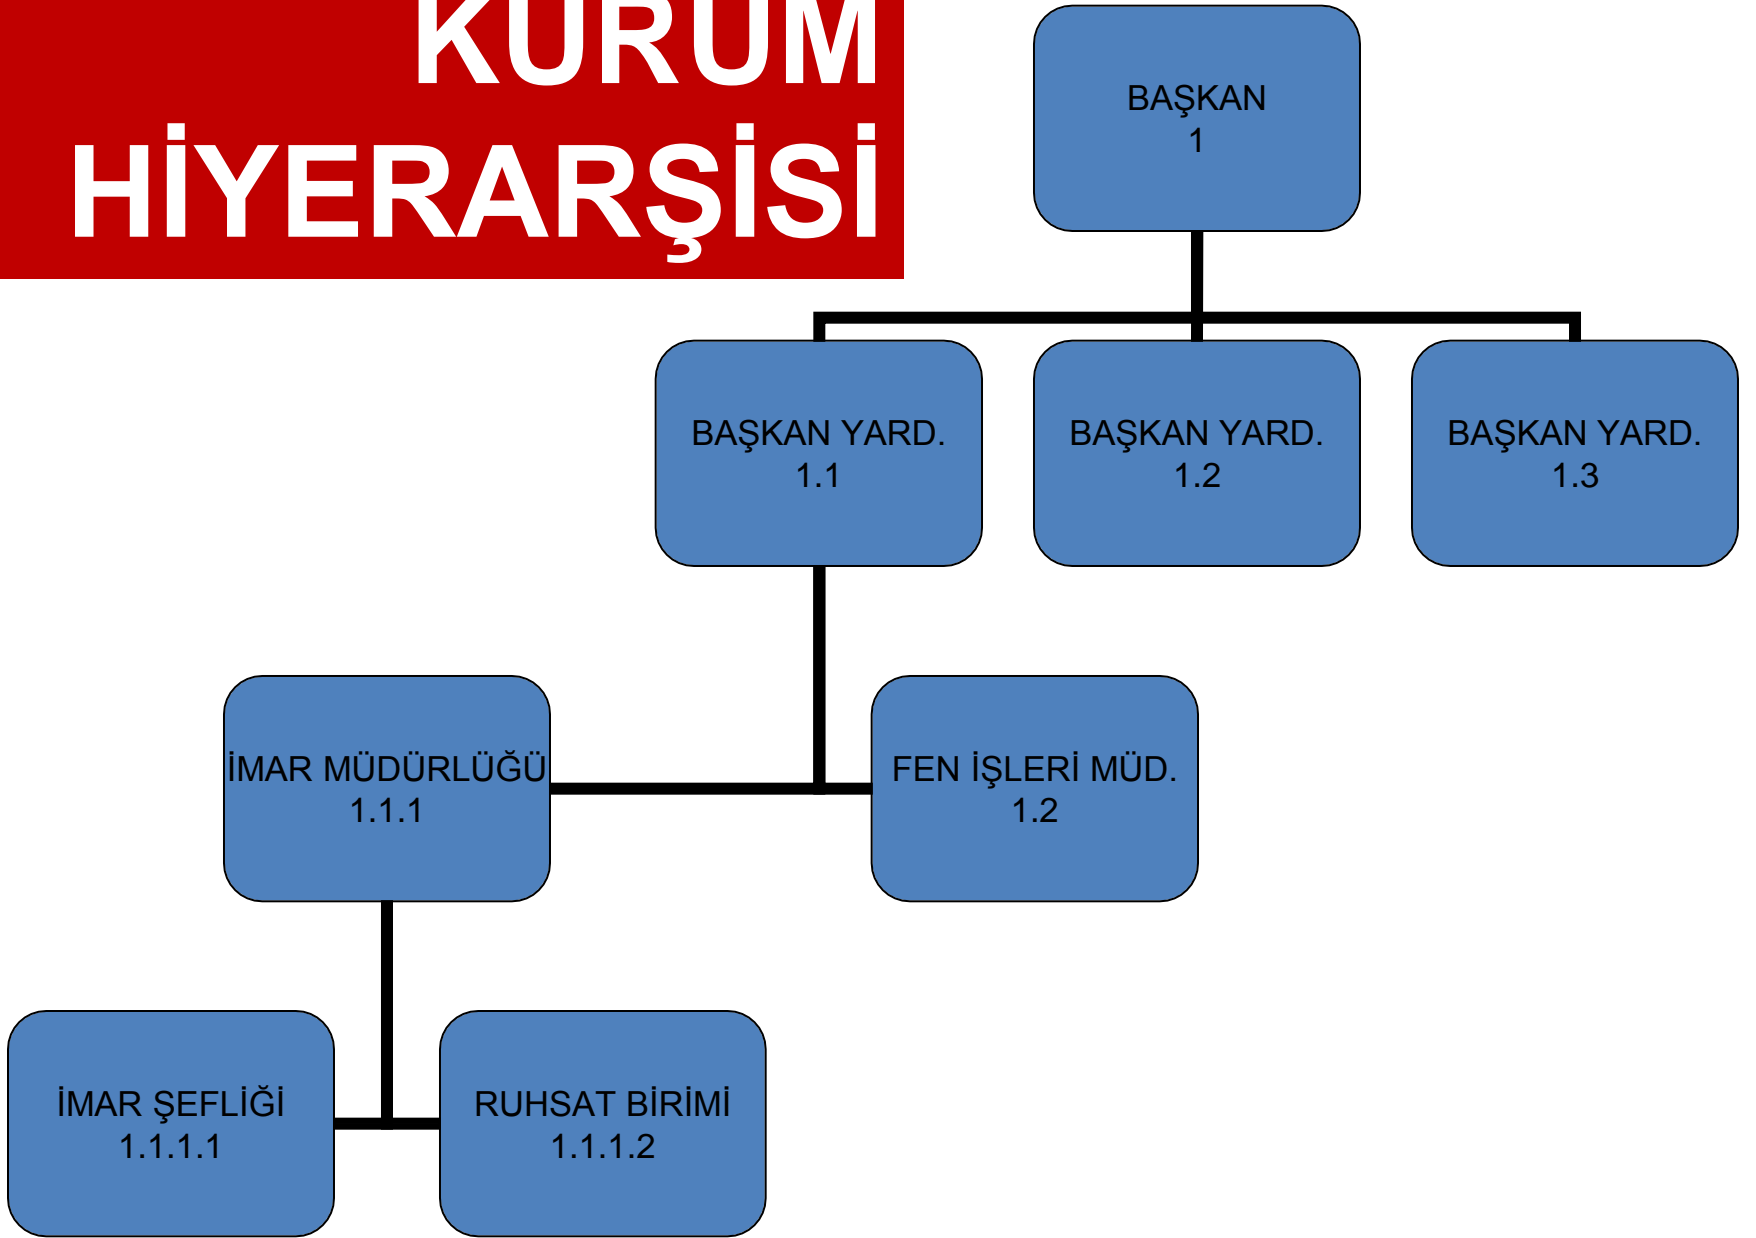 KURUM
HİYERARŞİSİ
BAŞKAN
1
BAŞKAN YARD.
1.1
BAŞKAN YARD.
1.2
BAŞKAN YARD.
1.3
İMAR MÜDÜRLÜĞÜ
1.1.1
FEN İŞLERİ MÜD.
1.2
İMAR ŞEFLİĞİ
1.1.1.1
RUHSAT BİRİMİ
1.1.1.2